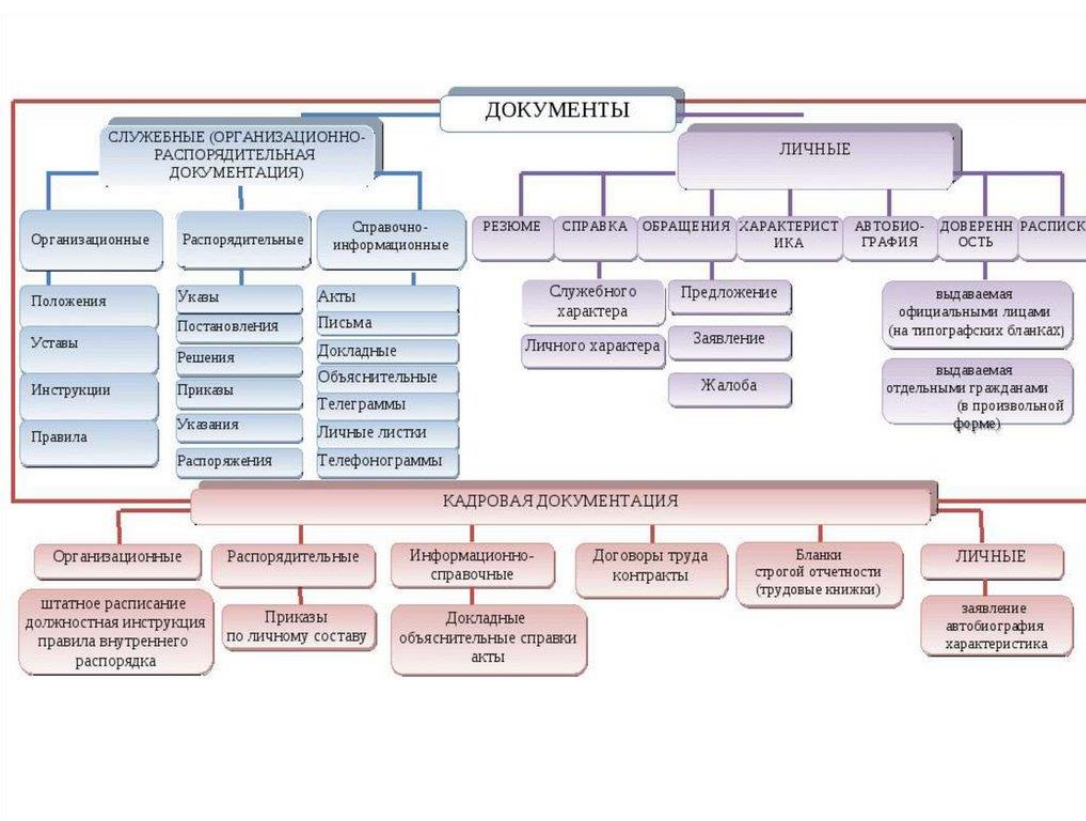 ДОКУМЕНТЫ
СЛУЖЕБНЫЕ (ОРГАНИЗАЦИОННО-
РАСПОРЯДИТЕЛЬНАЯ
ДОКУМЕНТАЦИЯ)
ЛИЧНЫЕ
Организационные
Распорядительные
Справочно-
информационные
Положения
Уставы
Инструкции
Правила
Указы
Постановления
Решения
Приказы
Указания
Распоряжения
Акты
Письма
Докладные
Объяснительные
Телеграммы
Личные листки
Телефонограммы
РЕЗЮМЕ
СПРАВКА
ОБРАЩЕНИЯ
ХАРАКТЕРИСТ
ИКА
АВТОБИО-
ГРАФИЯ
ДОВЕРЕНН
ОСТЬ
РАСПИСК
Служебного
характера
Личного характера
Предложение
Заявление
Жалоба
выдаваемая
официальными лицами
(на типографских бланках)
выдаваемая
отдельными гражданами
(в произвольной
форме)
КАДРОВАЯ ДОКУМЕНТАЦИЯ
Организационные
штатное расписание
должностная инструкция
правила внутреннего
распорядка
Распорядительные
Приказы
по личному составу
Информационно-
справочные
Докладные
объяснительные справки
акты
Договоры труда
контракты
Бланки
строгой отчетности
(трудовые книжки)
ЛИЧНЫЕ
заявление
автобиография
характеристика